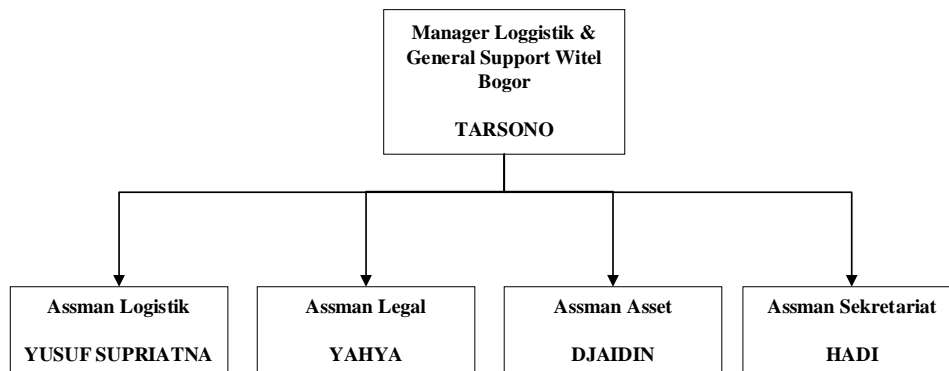 Manager Loggistik &
General Support Witel
Bogor
TARSONO
Assman Logistik
YUSUF SUPRIATNA
Assman Legal
YAHYA
Assman Asset
DJAIDIN
Assman Sekretariat
HADI